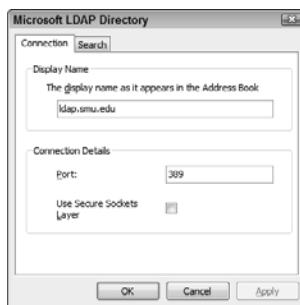 Microsoft LDAP Directory
Connection Search
Display Name
The display name as it appears in the Address Book
ldap.smu.edu
Connection Details
Port: 389
Use Secure Sockets
Layer
OK Cancel Apply